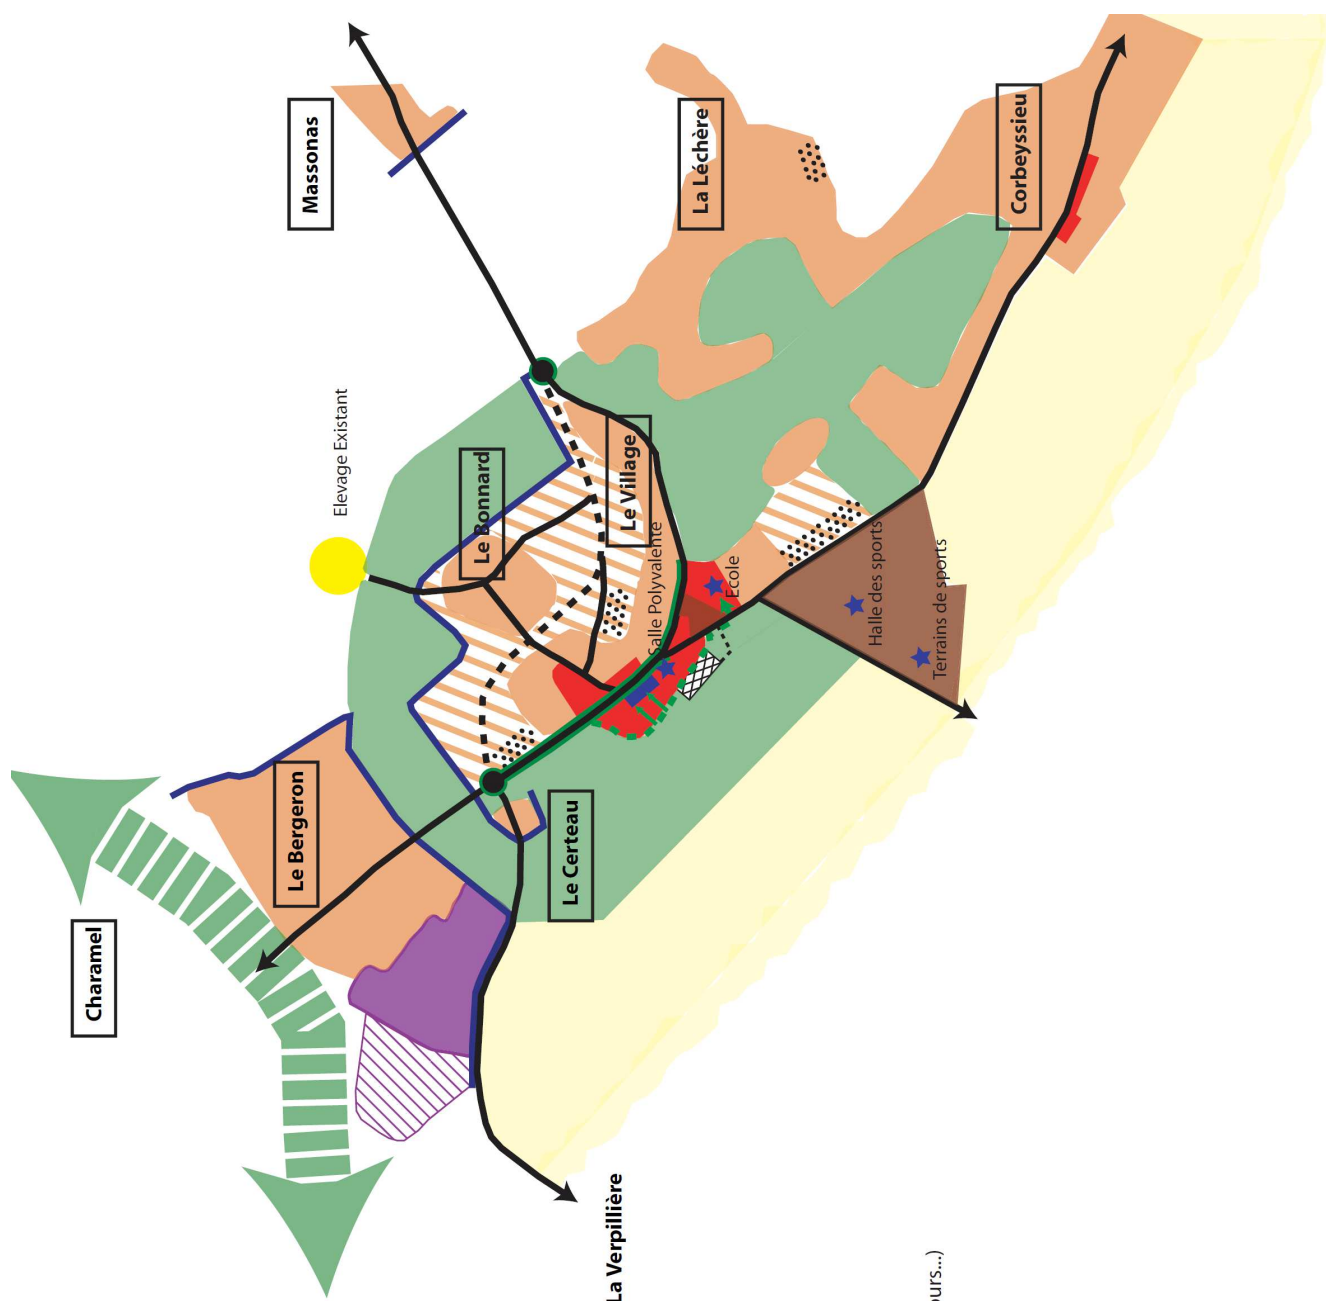 Charamel
Le Bergeron
Massonas
Elevage Existant
Le Bonnard
Le Certeau
La Verpillière
Le Village
Salle Polyvalente
La Léchère
Ecole
Halle des sports
Terrains de sports
ours...)
Corbeyssieu